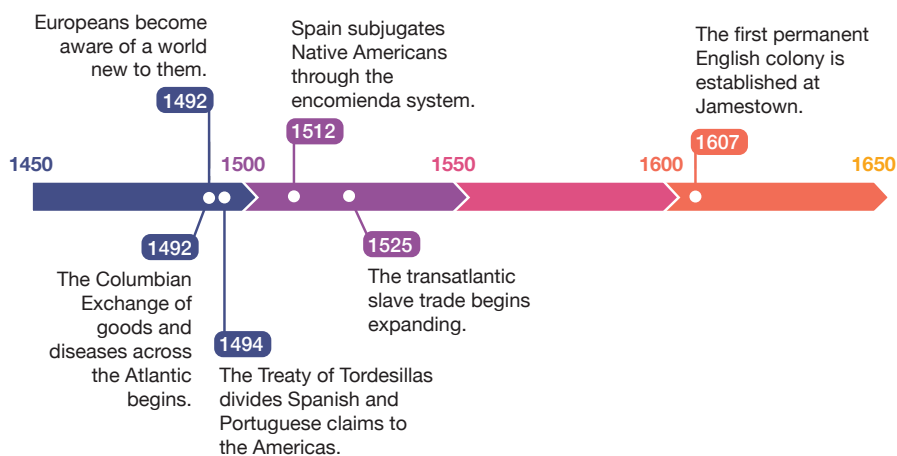 Europeans become
aware of a world
new to them.
1492
Spain subjugates
Native Americans
through the
encomienda system.
1512
The first permanent
English colony is
established at
Jamestown.
1607
1450
1500
1550
1600
1650
1492
The Columbian
Exchange of
goods and
diseases across
the Atlantic
begins.
1494
The Treaty of Tordesillas
divides Spanish and
Portuguese claims to
the Americas.
1525
The transatlantic
slave trade begins
expanding.